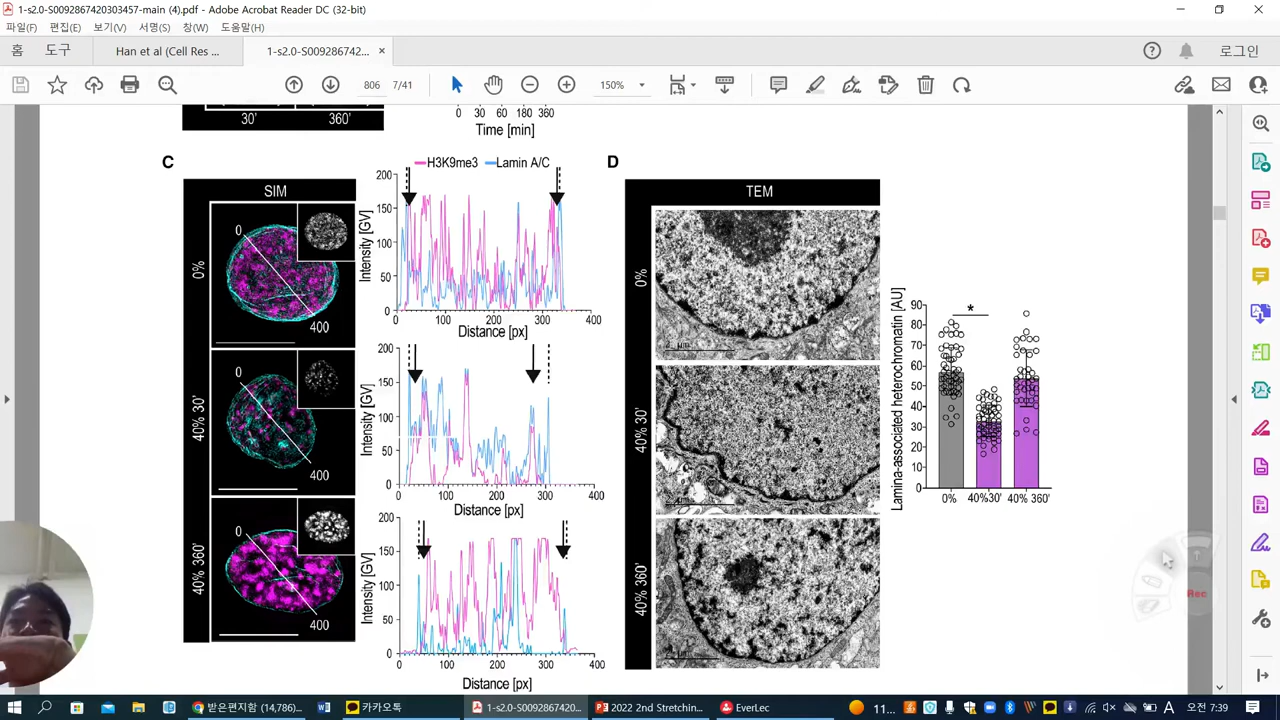 1-s2.0-S0092867420303457-main (4).pdf - Adobe Acrobat Reader DC (32-bit)
파일(F) 편집(E) 보기(V) 서명(S) 창(W) 도움말(H)
홈 도구 Han et al (Cell Res ... 1-s2.0-S009286742... × 로그인
806 7/41 150%
30' 360'
0 30 60 180 360
Time [min]
C
SIM
0%
0
400
40% 30'
0
400
40% 360'
0
400
H3K9me3 Lamin A/C
Intensity [GV]
200
150
100
50
0
0 100 200 300 400
Distance [px]
Intensity [GV]
200
150
100
50
0
0 100 200 300 400
Distance [px]
Intensity [GV]
200
150
100
50
0
0 100 200 300 400
Distance [px]
D
TEM
0%
40% 30'
40% 360'
Lamina-associated heterochromatin [AU]
90
80
70
60
50
40
30
20
10
0
*
0% 40%30' 40% 360'
Rec
받은편지함 (14,786)... 카카오톡 1-s2.0-S0092867420... 2022 2nd Stretchin... EverLec 11... A 오전 7:39